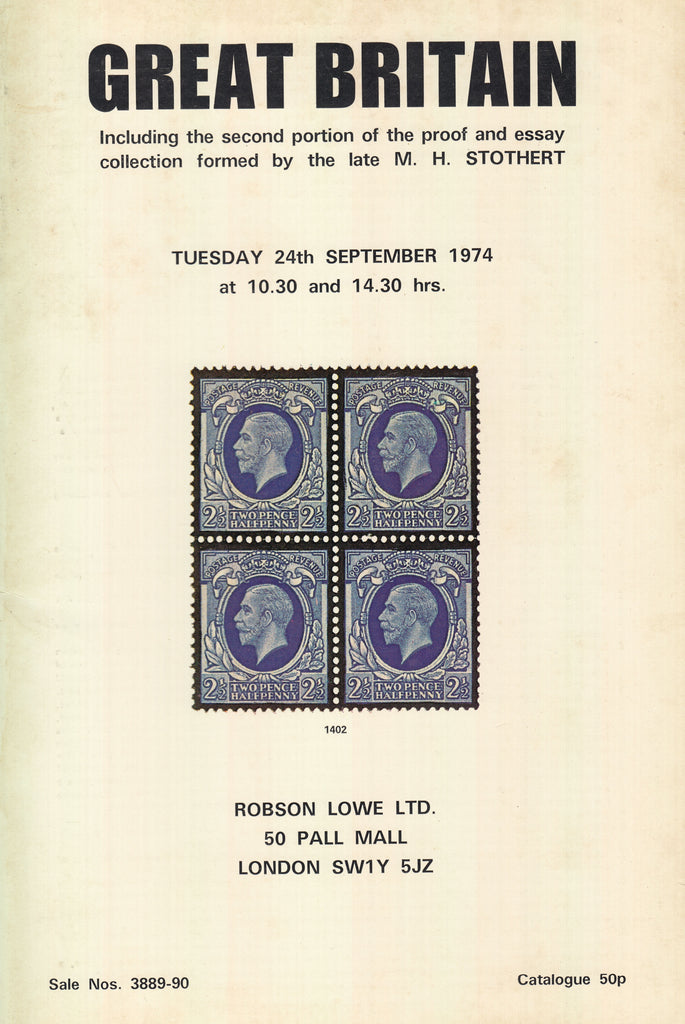 GREAT BRITAIN
Including the second portion of the proof and essay
collection formed by the late M. H. STOTHERT
TUESDAY 24th SEPTEMBER 1974
at 10.30 and 14.30 hrs.
POSTAGE REVENUE POSTAGE REVENUE
2½ TWO PENCE 2½ 2½ TWO PENCE 2½
HALFPENNY HALFPENNY
POSTAGE REVENUE POSTAGE REVENUE
2½ TWO PENCE 2½ 2½ TWO PENCE 2½
HALFPENNY HALFPENNY
1402
ROBSON LOWE LTD.
50 PALL MALL
LONDON SW1Y 5JZ
Sale Nos. 3889-90 Catalogue 50p